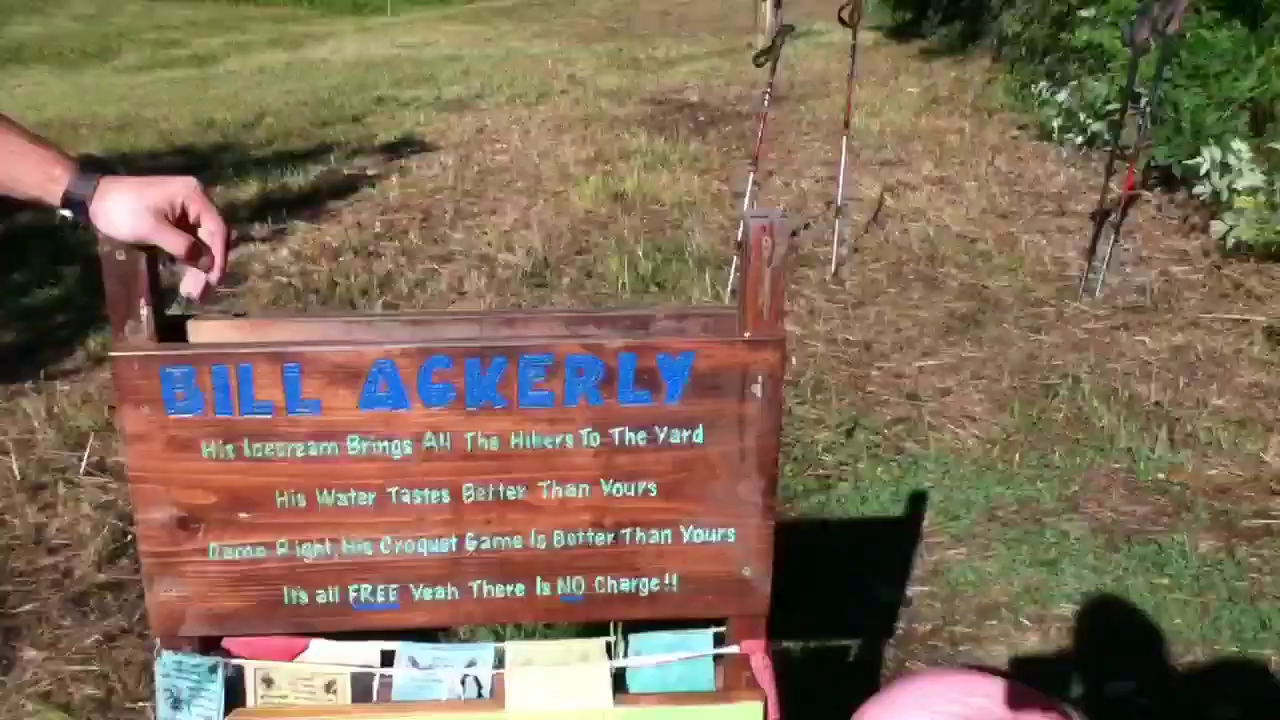 BILL ACKERLY
His Icecream Brings All The Hikers To The Yard
His Water Tastes Better Than Yours
Damn Right, His Croquet Game Is Better Than Yours
It's all FREE Yeah There Is NO Charge!!